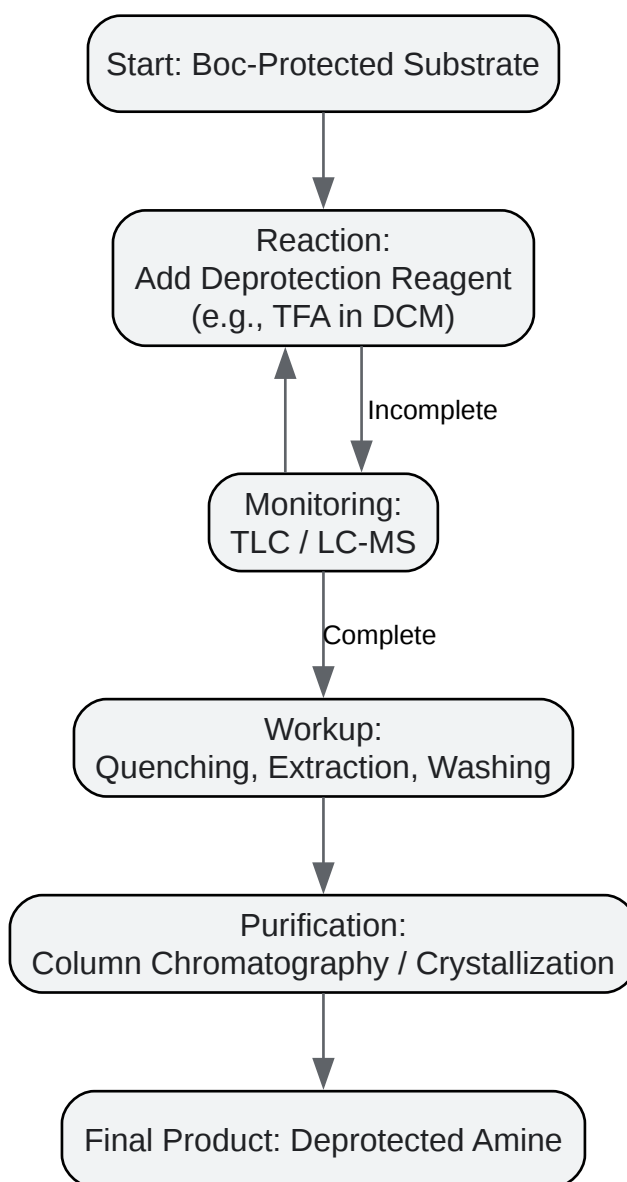 Start: Boc-Protected Substrate
Reaction:
Add Deprotection Reagent
(e.g., TFA in DCM)
Incomplete
Monitoring:
TLC / LC-MS
Complete
Workup:
Quenching, Extraction, Washing
Purification:
Column Chromatography / Crystallization
Final Product: Deprotected Amine